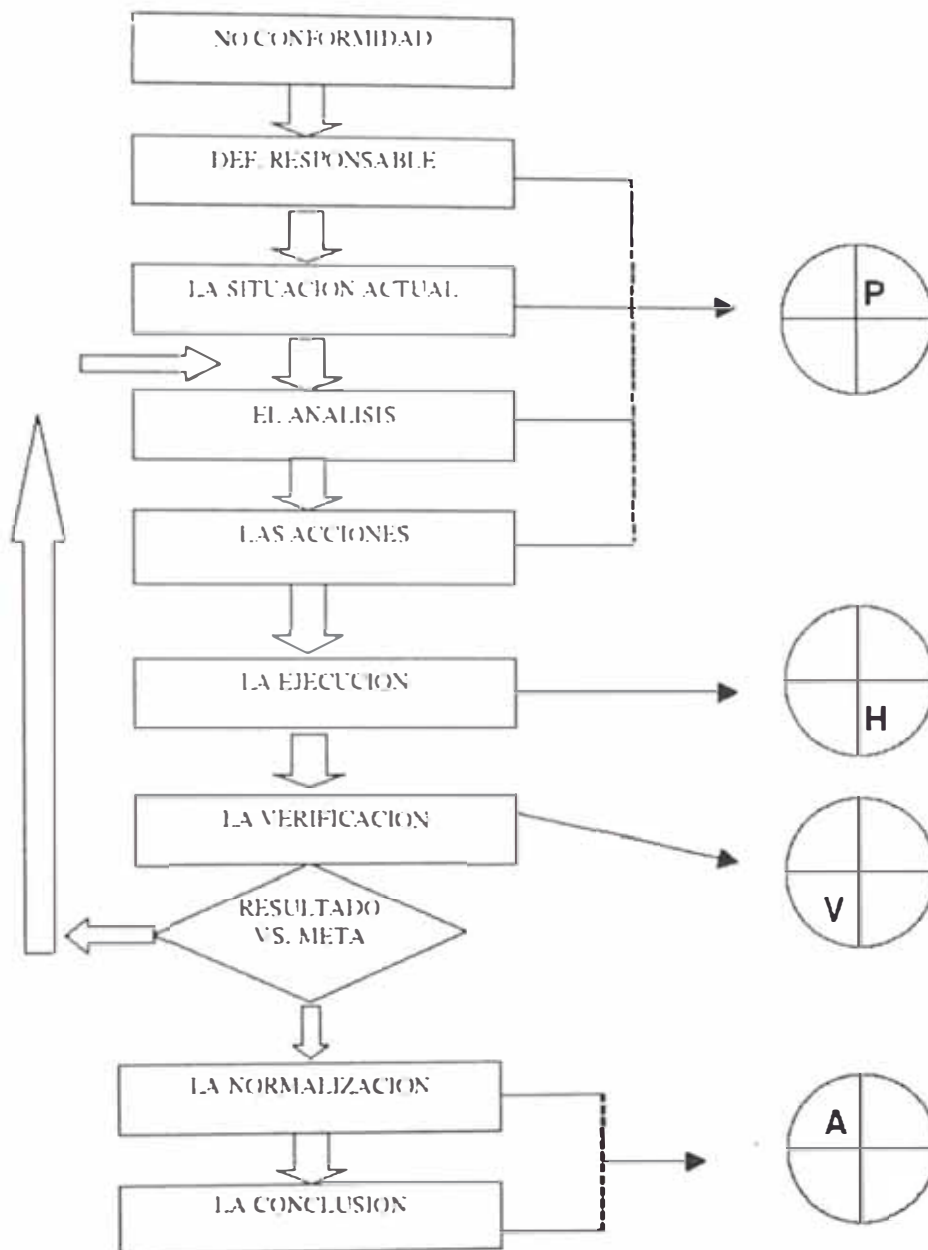 NO CONFORMIDAD
DEF. RESPONSABLE
LA SITUACION ACTUAL
P
EL ANALISIS
LAS ACCIONES
LA EJECUCION
H
LA VERIFICACION
V
RESULTADO
VS. META
LA NORMALIZACION
A
LA CONCLUSION